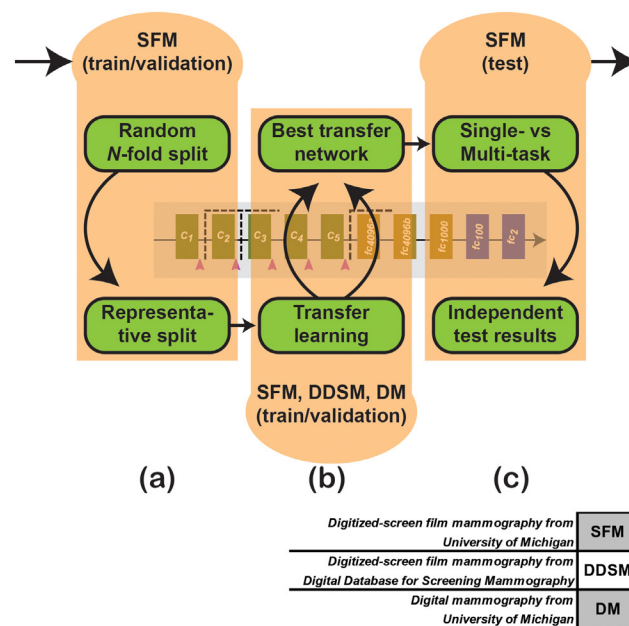 SFM
(train/validation)
SFM
(test)
Random
N-fold split
Best transfer
network
Single- vs
Multi-task
C1
C2
C3
C4
C5
fc4096a
fc4096b
fc1000
fc100
fc2
Representa-
tive split
Transfer
learning
Independent
test results
SFM, DDSM, DM
(train/validation)
(a)
(b)
(c)
Digitized-screen film mammography from
University of Michigan
SFM
Digitized-screen film mammography from
Digital Database for Screening Mammography
DDSM
Digital mammography from
University of Michigan
DM